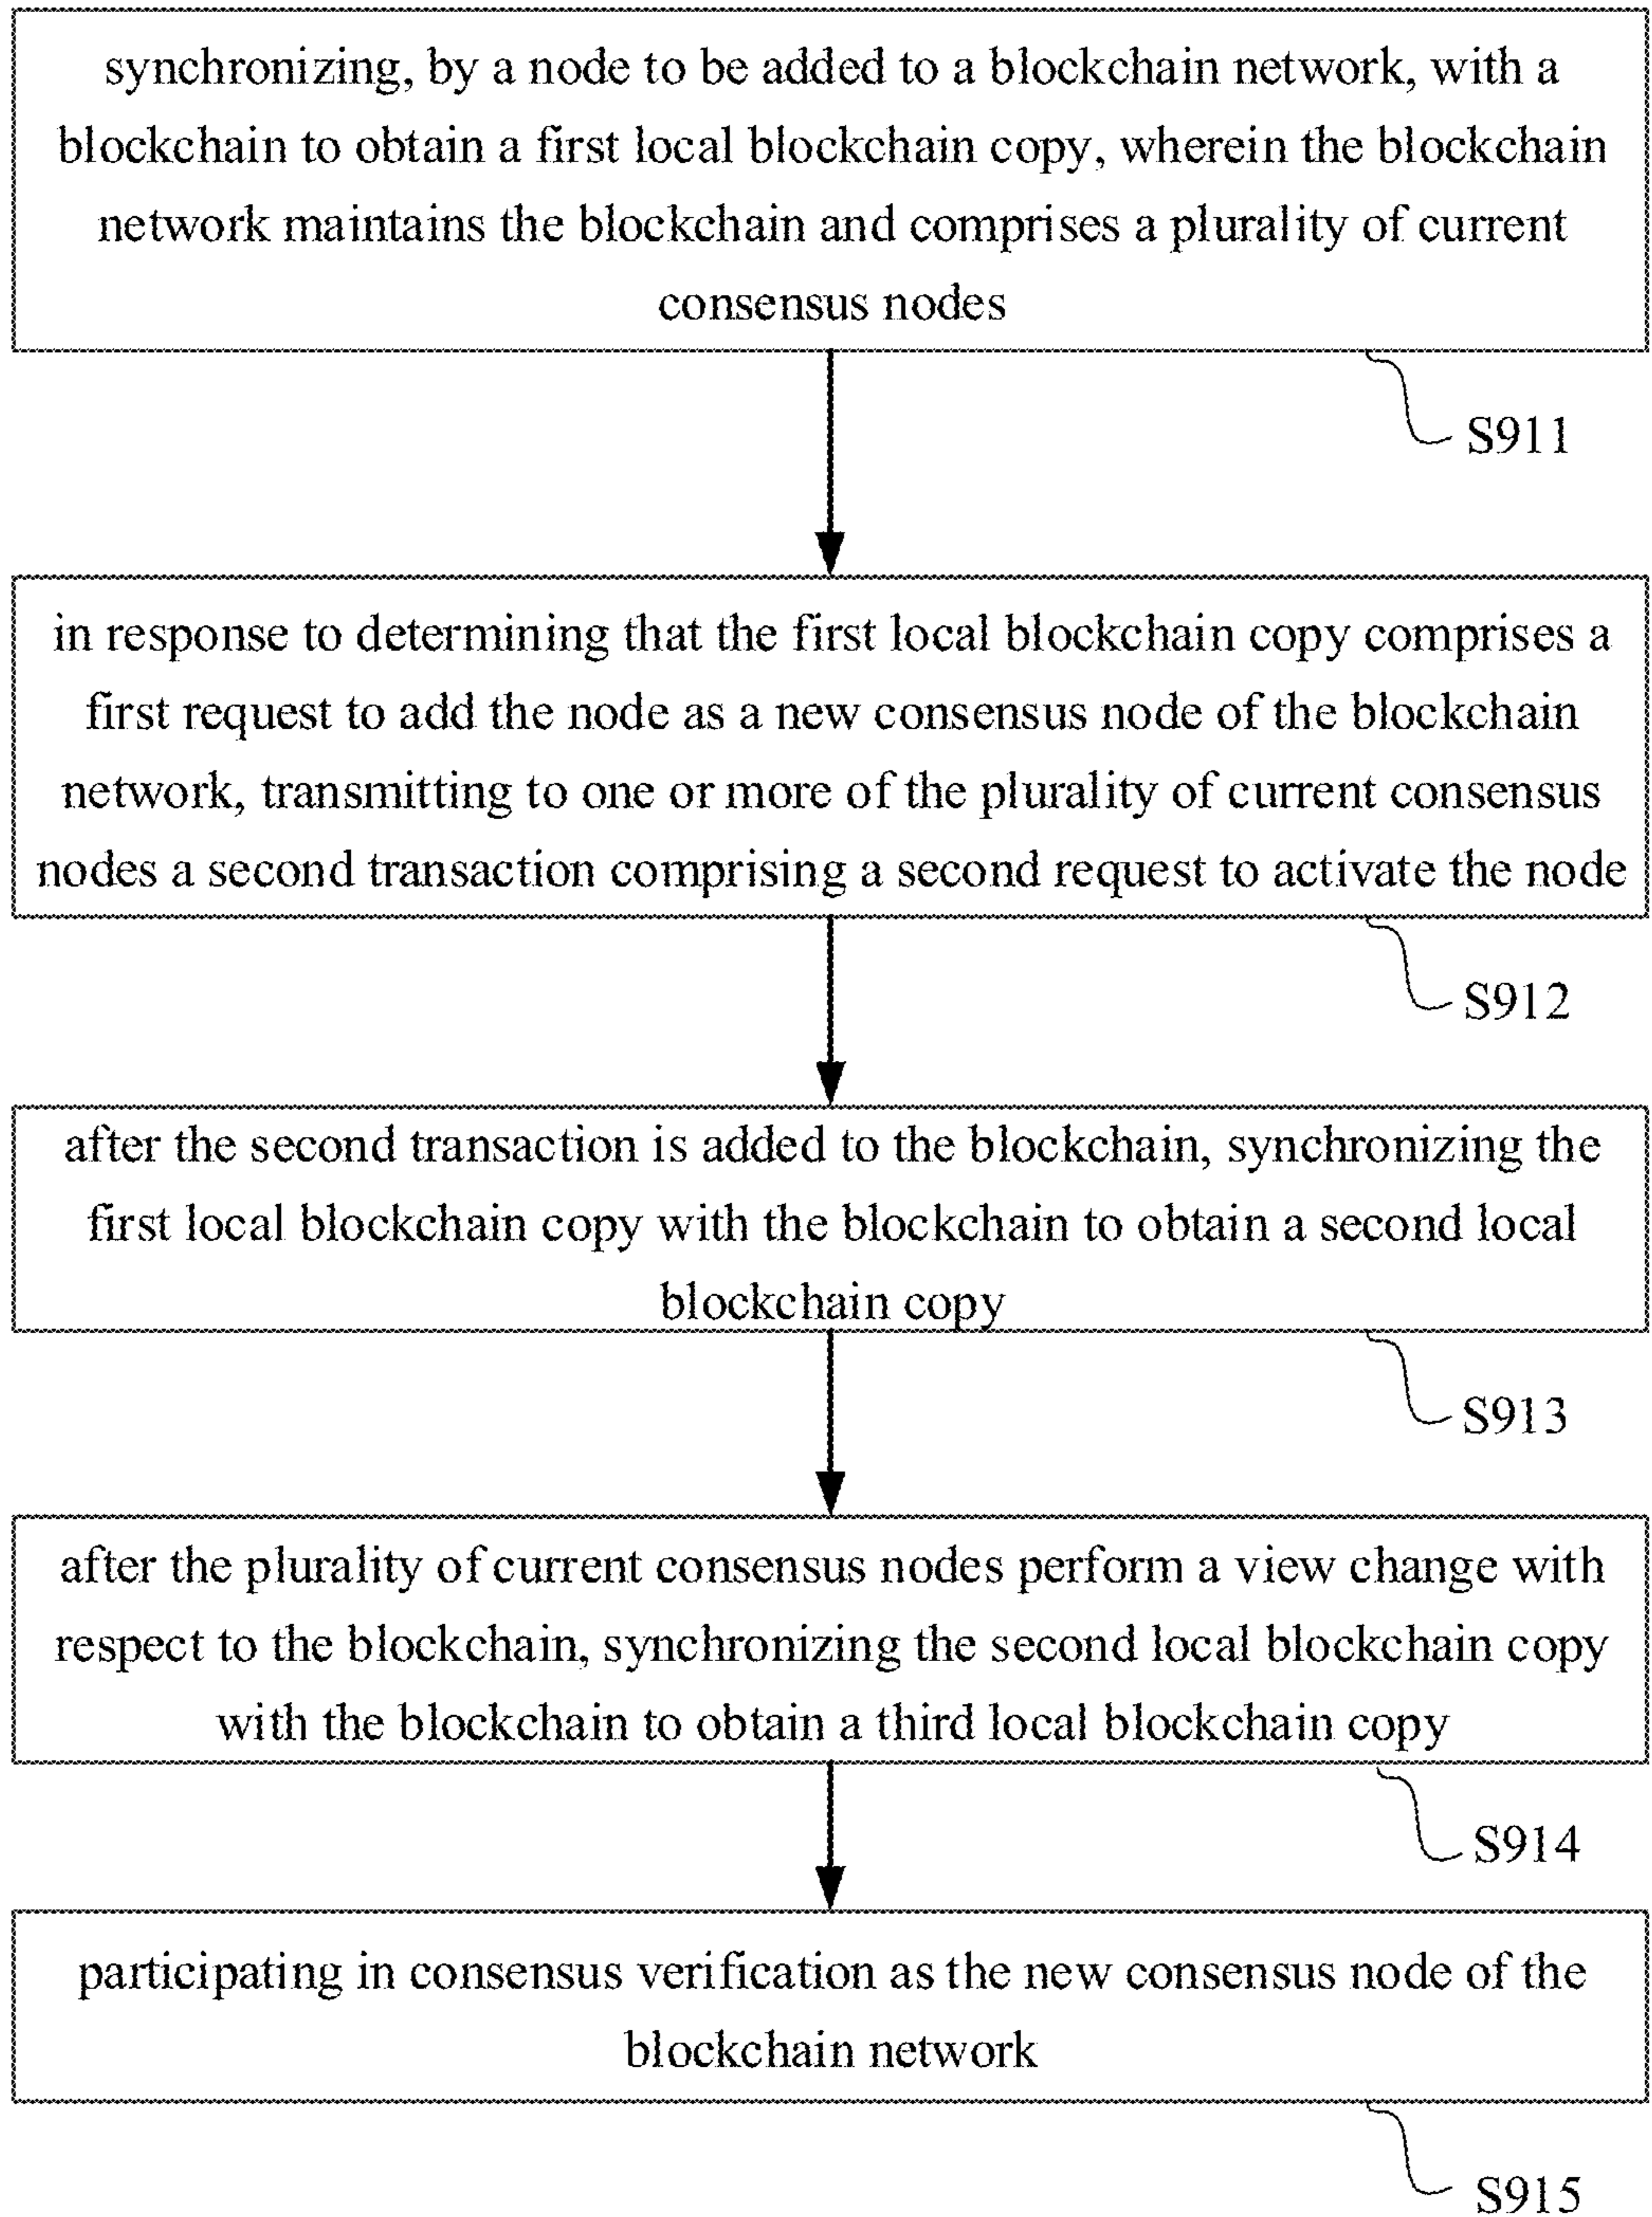 synchronizing, by a node to be added to a blockchain network, with a
blockchain to obtain a first local blockchain copy, wherein the blockchain
network maintains the blockchain and comprises a plurality of current
consensus nodes
S911
in response to determining that the first local blockchain copy comprises a
first request to add the node as a new consensus node of the blockchain
network, transmitting to one or more of the plurality of current consensus
nodes a second transaction comprising a second request to activate the node
S912
after the second transaction is added to the blockchain, synchronizing the
first local blockchain copy with the blockchain to obtain a second local
blockchain copy
S913
after the plurality of current consensus nodes perform a view change with
respect to the blockchain, synchronizing the second local blockchain copy
with the blockchain to obtain a third local blockchain copy
S914
participating in consensus verification as the new consensus node of the
blockchain network
S915